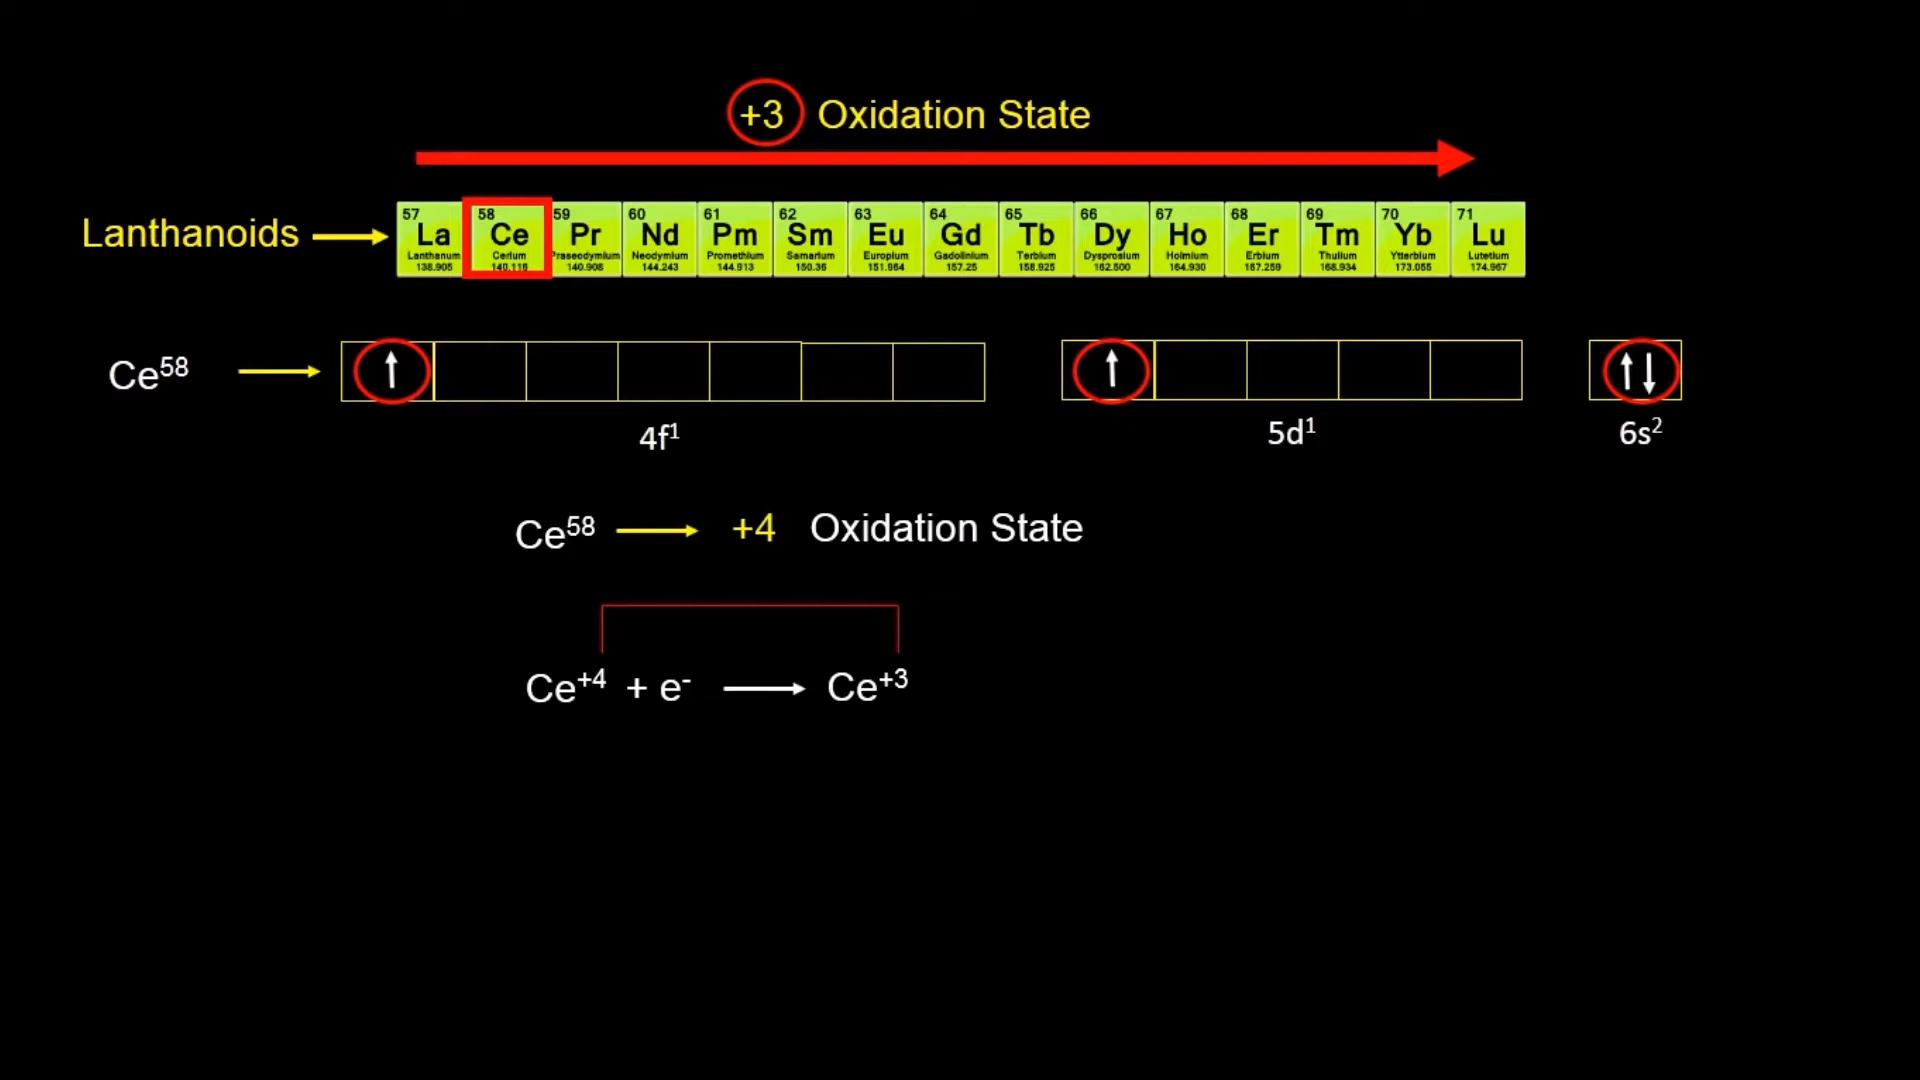 +3 Oxidation State
Lanthanoids
57 58 59 60 61 62 63 64 65 66 67 68 69 70 71
La Ce Pr Nd Pm Sm Eu Gd Tb Dy Ho Er Tm Yb Lu
Lanthanum Cerium Praseodymium Neodymium Promethium Samarium Europium Gadolinium Terbium Dysprosium Holmium Erbium Thulium Ytterbium Lutetium
138.905 140.116 140.908 144.243 144.913 150.36 151.964 157.25 158.925 162.500 164.930 167.259 168.934 173.055 174.967
Ce⁵⁸
4f¹ 5d¹ 6s²
Ce⁵⁸ → +4 Oxidation State
Ce⁺⁴ + e⁻ → Ce⁺³